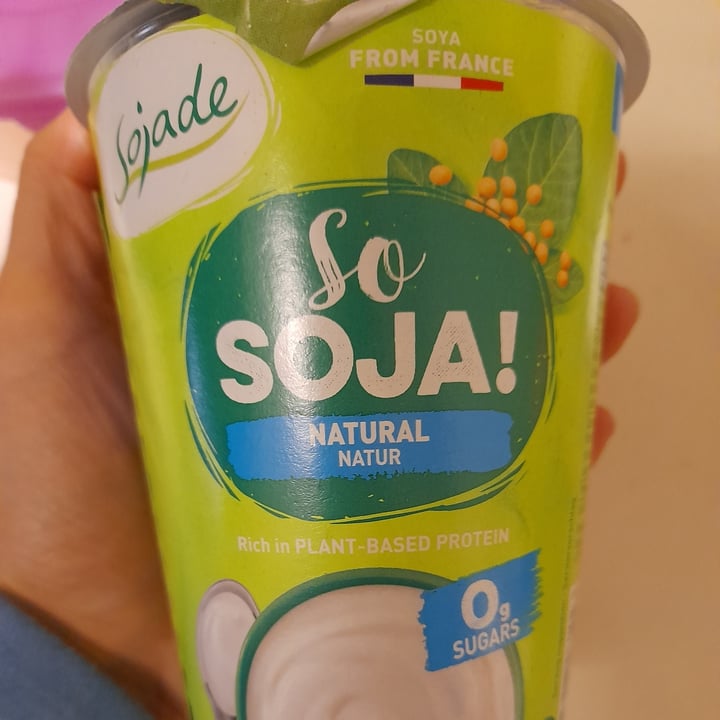 SOYA
FROM FRANCE
Sojade
So
SOJA!
NATURAL
NATUR
Rich in PLANT-BASED PROTEIN
0g
SUGARS